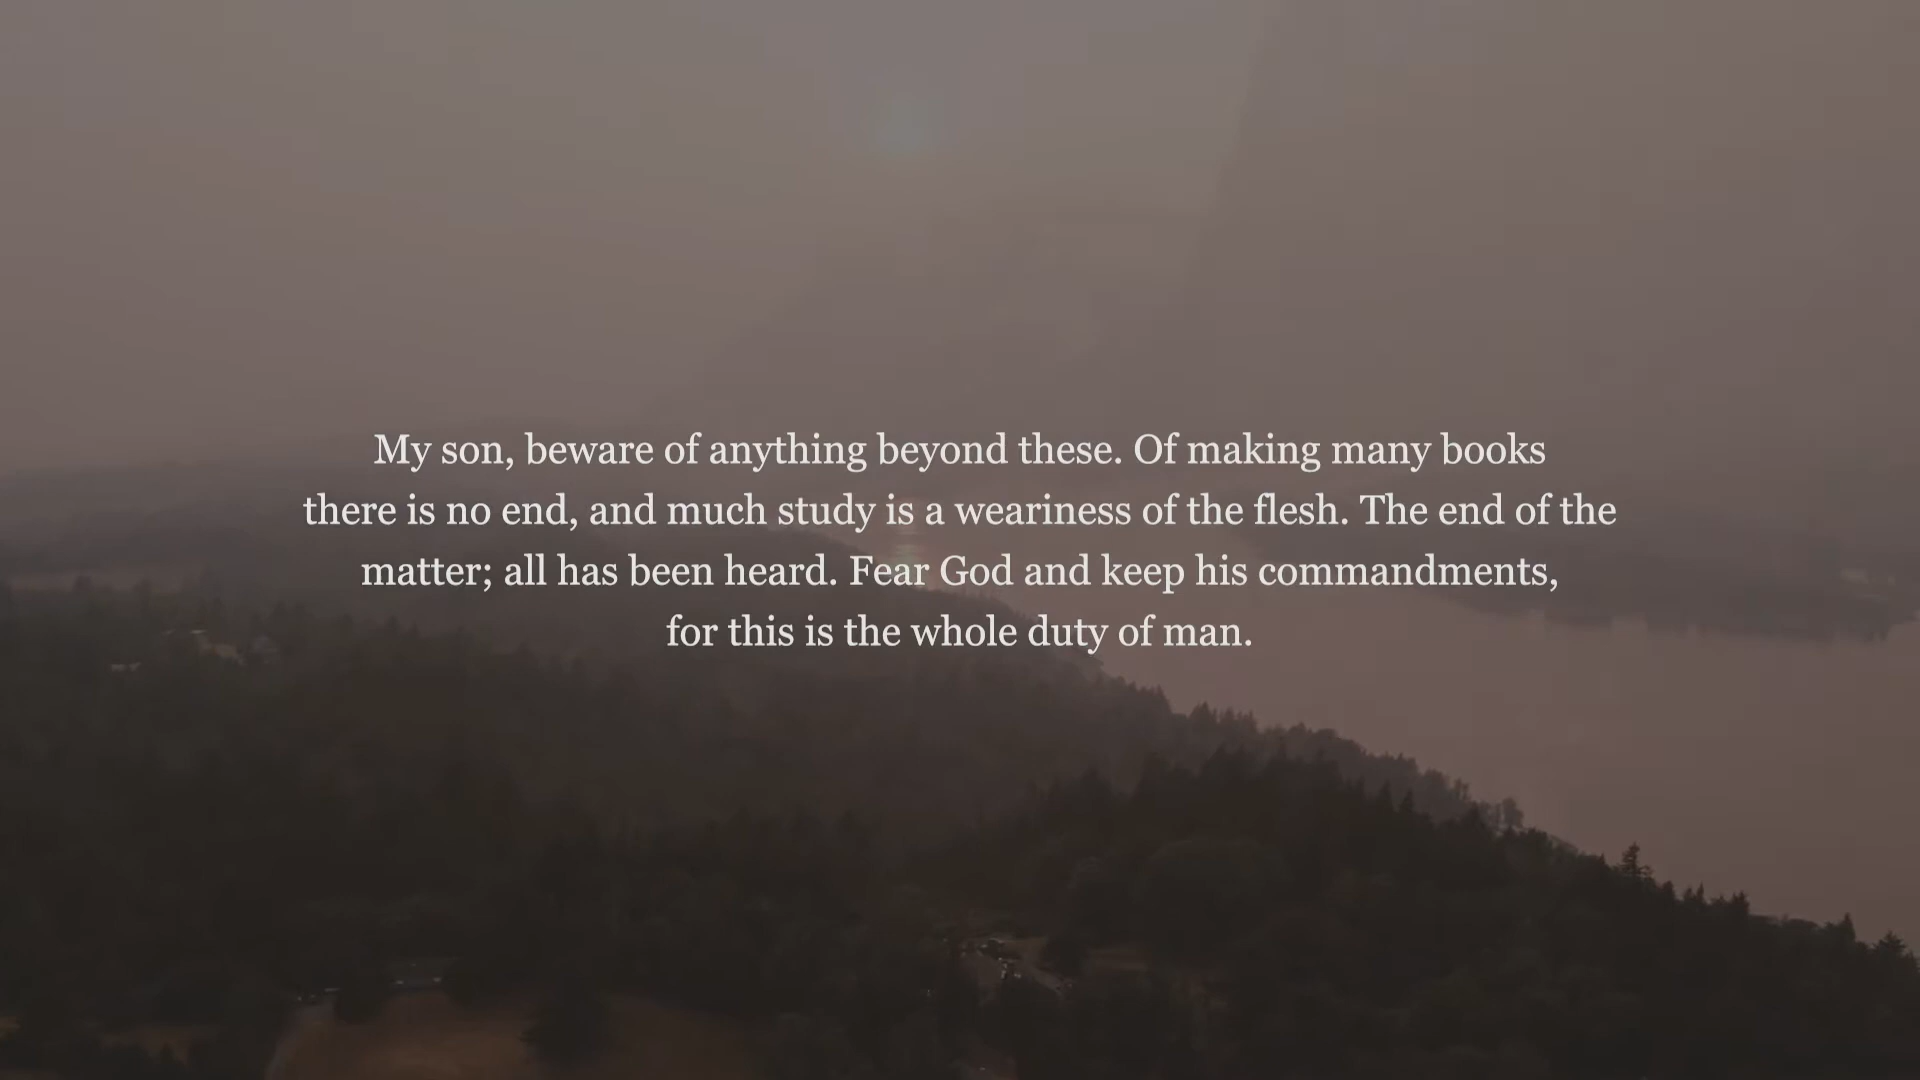 My son, beware of anything beyond these. Of making many books
there is no end, and much study is a weariness of the flesh. The end of the
matter; all has been heard. Fear God and keep his commandments,
for this is the whole duty of man.